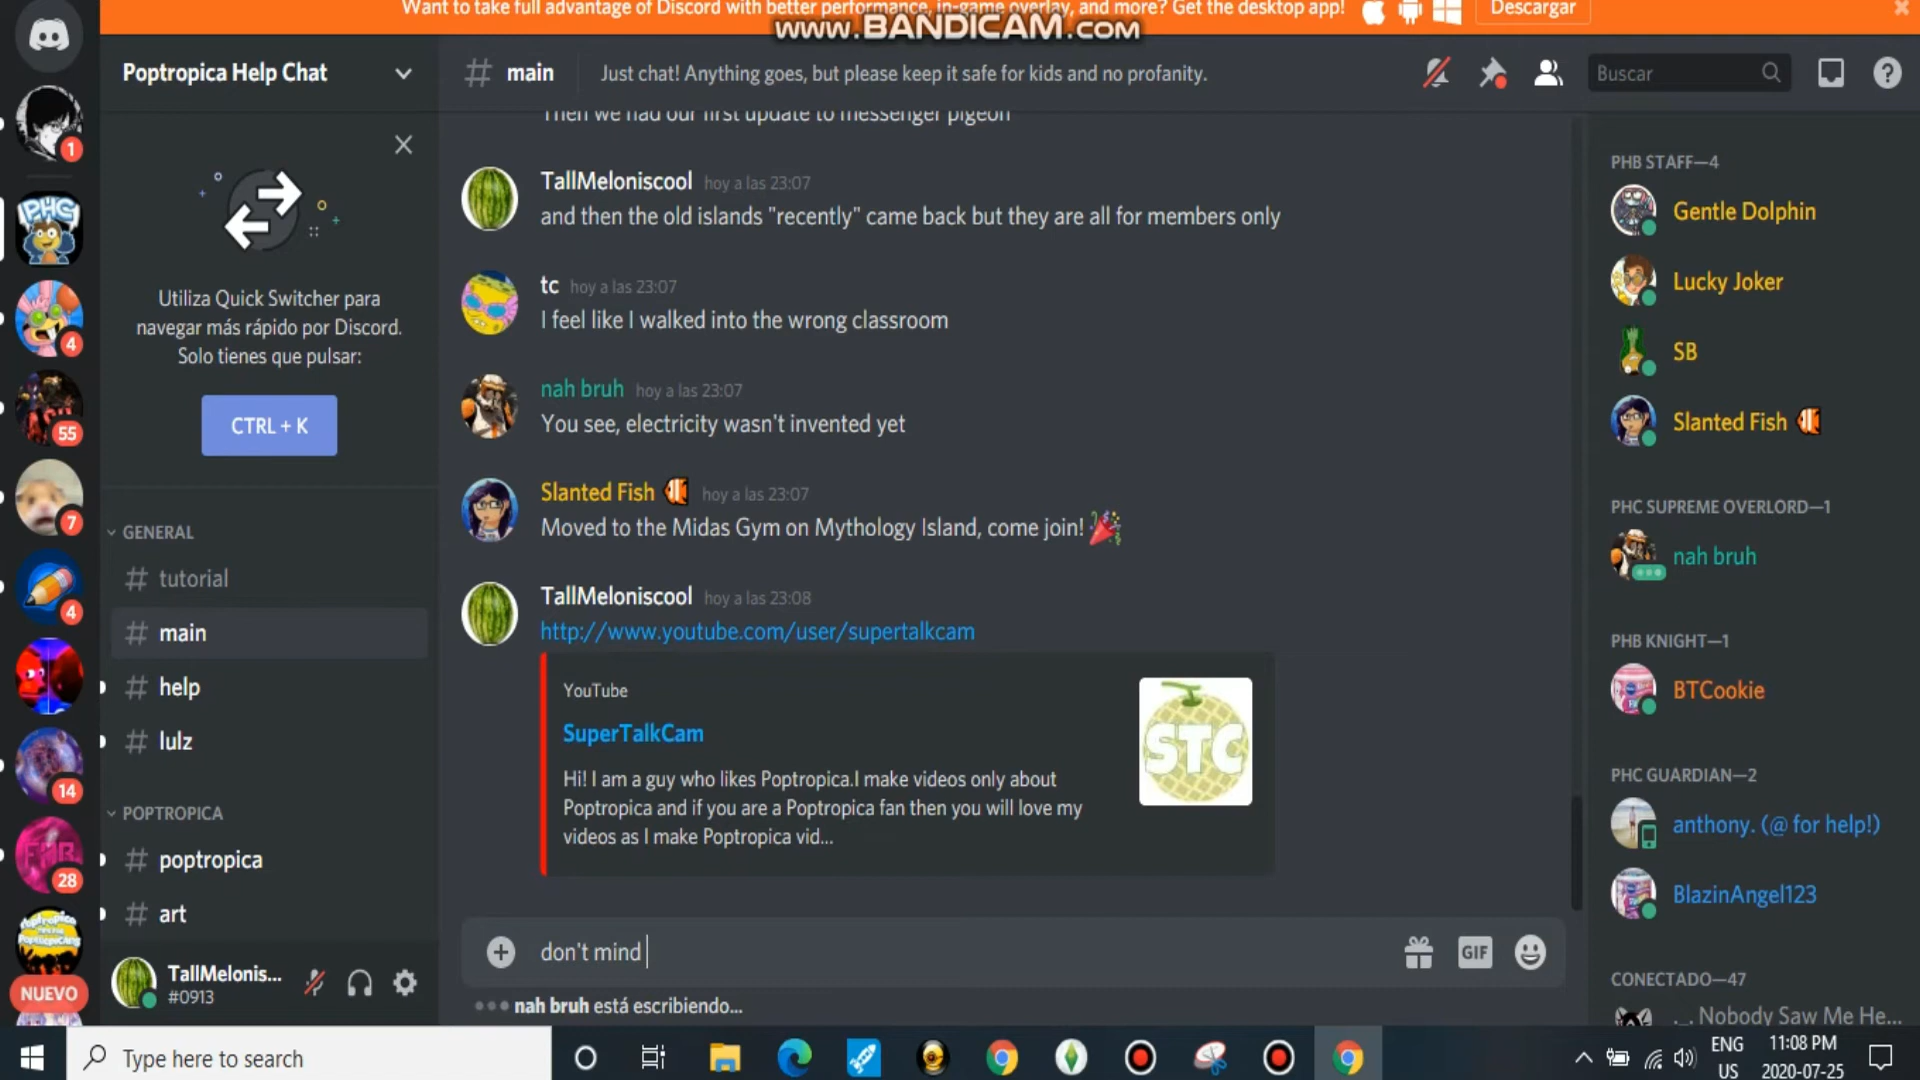 Want to take full advantage of Discord with better performance, in-game overlay, and more? Get the desktop app!
Descargar
www.BANDICAM.com
Poptropica Help Chat
main
Just chat! Anything goes, but please keep it safe for kids and no profanity.
Buscar
1
4
55
7
4
14
28
NUEVO
PHC
Utiliza Quick Switcher para
navegar más rápido por Discord.
Solo tienes que pulsar:
CTRL + K
GENERAL
# tutorial
# main
# help
# lulz
POPTROPICA
# poptropica
# art
TallMelonis...
#0913
Then we had our first update to messenger pigeon
TallMeloniscool hoy a las 23:07
and then the old islands "recently" came back but they are all for members only
tc hoy a las 23:07
I feel like I walked into the wrong classroom
nah bruh hoy a las 23:07
You see, electricity wasn't invented yet
Slanted Fish hoy a las 23:07
Moved to the Midas Gym on Mythology Island, come join!
TallMeloniscool hoy a las 23:08
http://www.youtube.com/user/supertalkcam
YouTube
SuperTalkCam
Hi! I am a guy who likes Poptropica.I make videos only about
Poptropica and if you are a Poptropica fan then you will love my
videos as I make Poptropica vid...
STC
don't mind
GIF
nah bruh está escribiendo...
PHB STAFF—4
Gentle Dolphin
Lucky Joker
SB
Slanted Fish
PHC SUPREME OVERLORD—1
nah bruh
PHB KNIGHT—1
BTCookie
PHC GUARDIAN—2
anthony. (@ for help!)
BlazinAngel123
CONECTADO—47
._. Nobody Saw Me He...
Type here to search
ENG
US
11:08 PM
2020-07-25